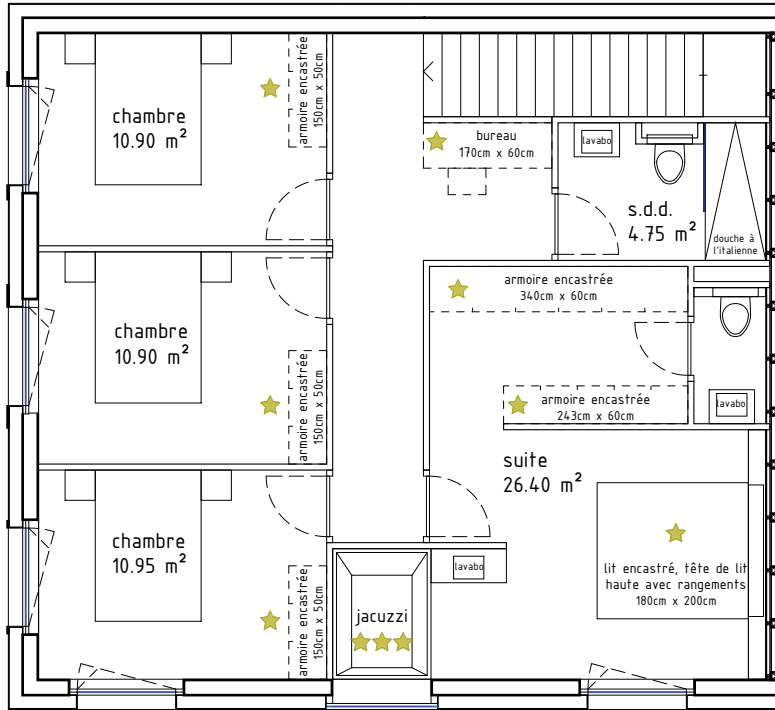 chambre
10.90 m²
armoire encastrée
150cm x 50cm
bureau
170cm x 60cm
lavabo
s.d.d.
4.75 m²
douche à
l'italienne
armoire encastrée
340cm x 60cm
chambre
10.90 m²
armoire encastrée
150cm x 50cm
armoire encastrée
243cm x 60cm
lavabo
suite
26.40 m²
chambre
10.95 m²
armoire encastrée
150cm x 50cm
lavabo
jacuzzi
lit encastré, tête de lit
haute avec rangements
180cm x 200cm